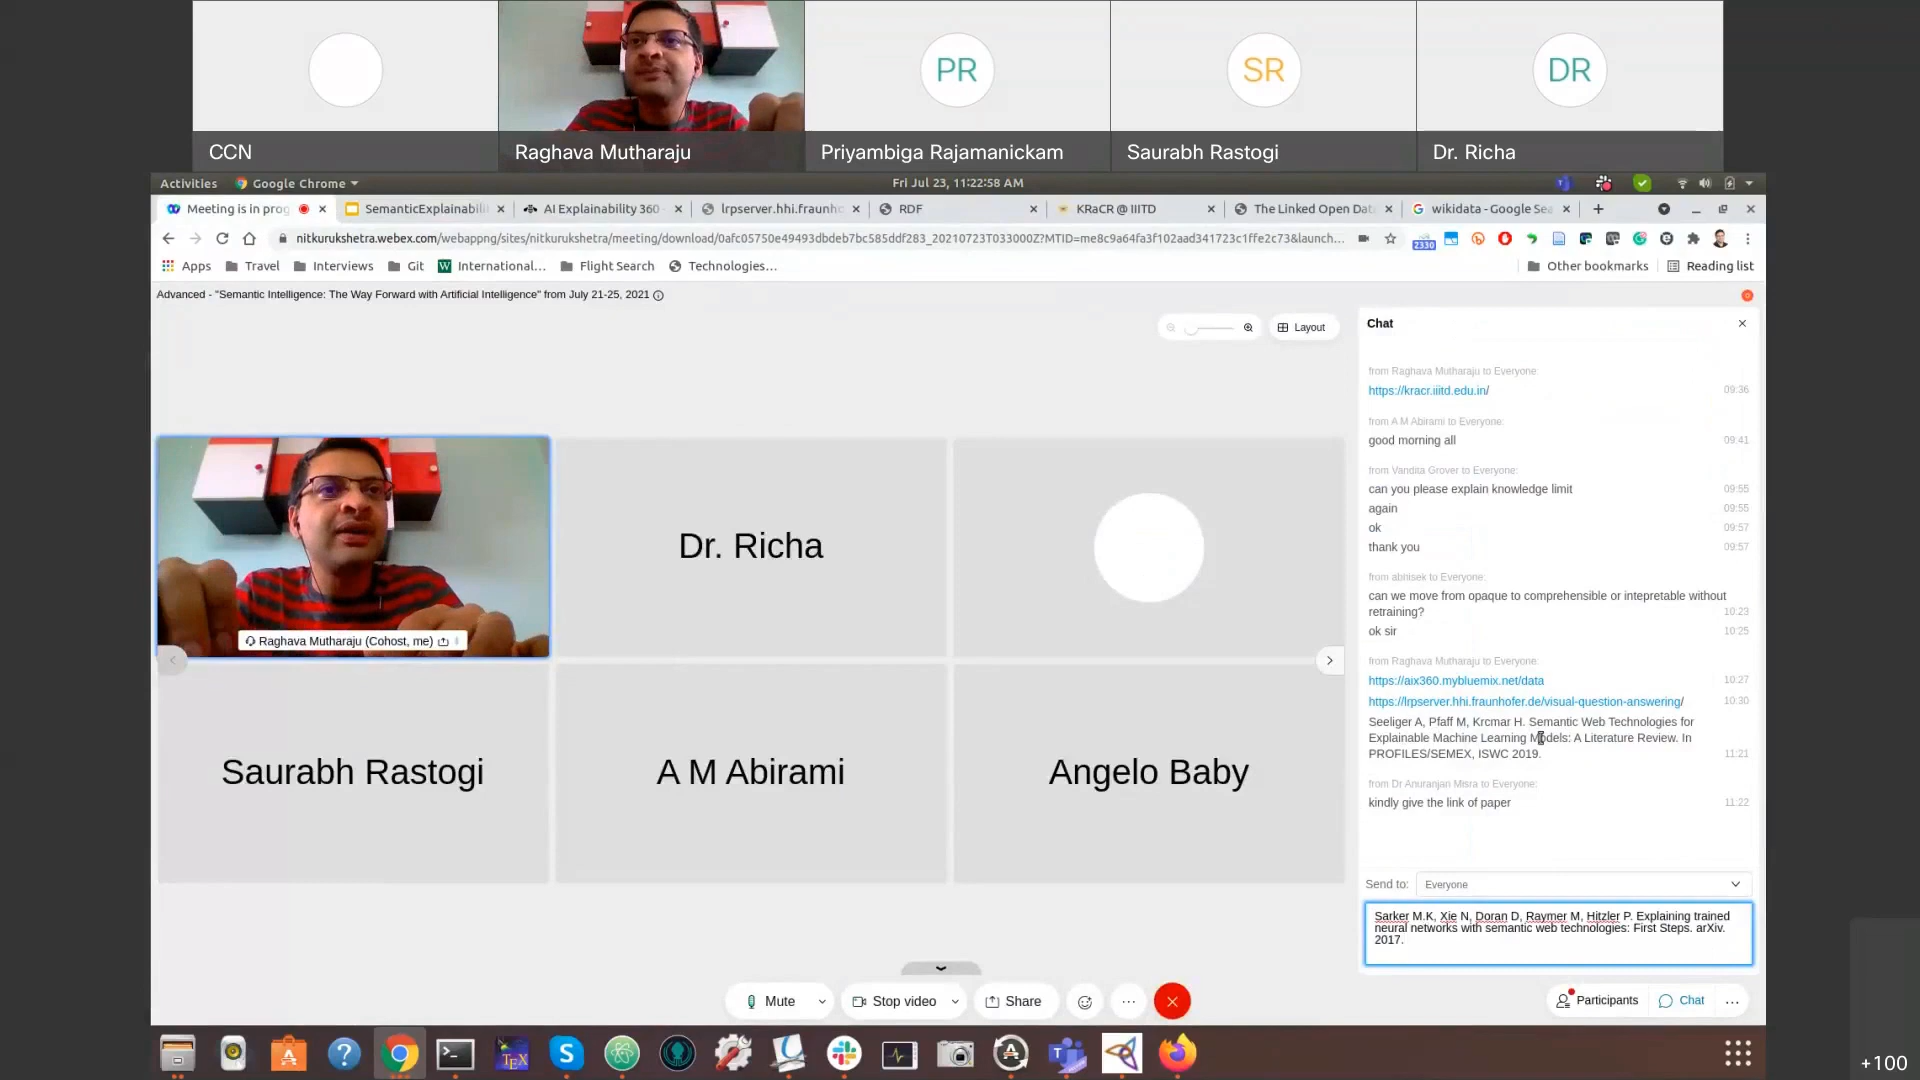 PR
SR
DR
CCN
Raghava Mutharaju
Priyambiga Rajamanickam
Saurabh Rastogi
Dr. Richa
Activities
Google Chrome
Fri Jul 23, 11:22:58 AM
Meeting is in prog
SemanticExplainabili
AI Explainability 360
lrpserver.hhi.fraunho
RDF
KRaCR @ IIITD
The Linked Open Dat
wikidata - Google Sea
nitkurukshetra.webex.com/webappng/sites/nitkurukshetra/meeting/download/0afc05750e49493dbdeb7bc585ddf283_20210723T033000Z?MTID=me8c9a64fa3f102aad341723c1ffe2c73&launch...
2330
Apps
Travel
Interviews
Git
International...
Flight Search
Technologies...
Other bookmarks
Reading list
Advanced - "Semantic Intelligence: The Way Forward with Artificial Intelligence" from July 21-25, 2021
Layout
Chat
from Raghava Mutharaju to Everyone:
https://kracr.iiitd.edu.in/ 09:36
from A M Abirami to Everyone:
good morning all 09:41
from Vandita Grover to Everyone:
can you please explain knowledge limit 09:55
again 09:55
ok 09:57
thank you 09:57
from abhisek to Everyone:
can we move from opaque to comprehensible or intepretable without
retraining? 10:23
ok sir 10:25
from Raghava Mutharaju to Everyone:
https://aix360.mybluemix.net/data 10:27
https://lrpserver.hhi.fraunhofer.de/visual-question-answering/ 10:30
Seeliger A, Pfaff M, Krcmar H. Semantic Web Technologies for
Explainable Machine Learning Models: A Literature Review. In
PROFILES/SEMEX, ISWC 2019. 11:21
from Dr Anuranjan Misra to Everyone:
kindly give the link of paper 11:22
Raghava Mutharaju (Cohost, me)
Dr. Richa
Saurabh Rastogi
A M Abirami
Angelo Baby
Send to:
Everyone
Sarker M.K, Xie N, Doran D, Raymer M, Hitzler P. Explaining trained
neural networks with semantic web technologies: First Steps. arXiv.
2017.
Mute
Stop video
Share
Participants
Chat
TEX
+100